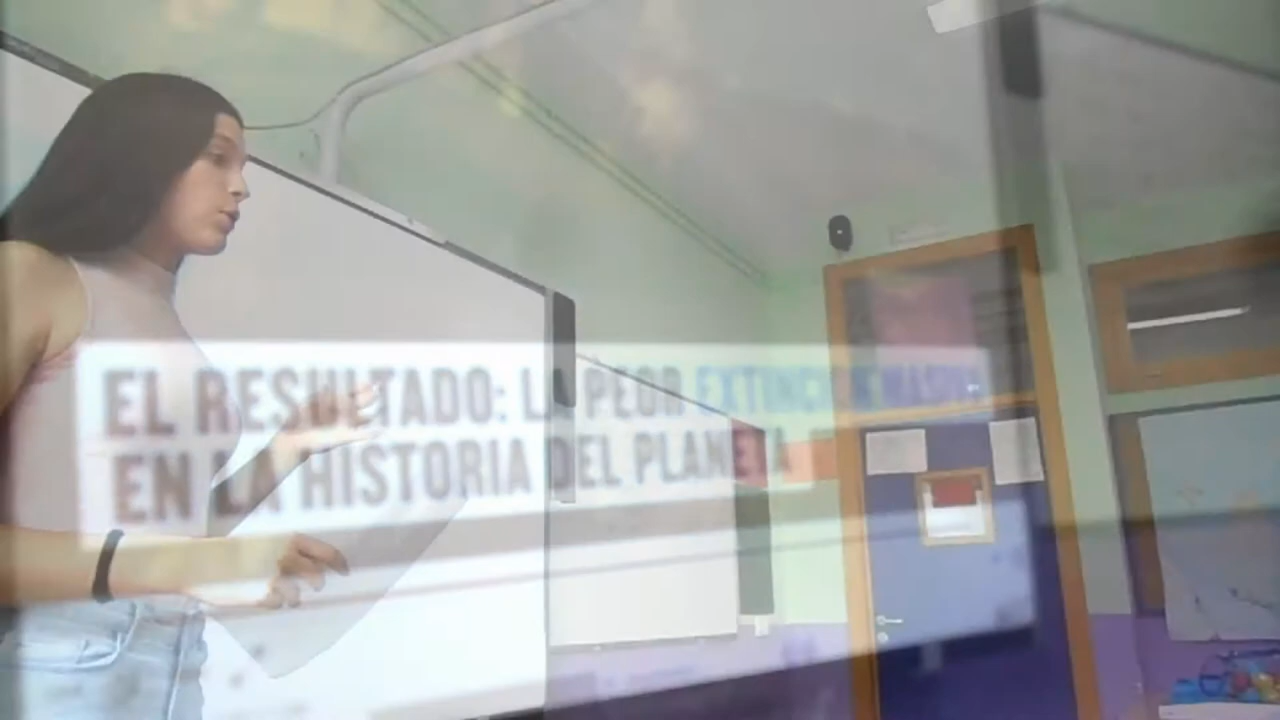 EL RESULTADO: LA PEOR EXTINCIÓN MASIVA
EN LA HISTORIA DEL PLANETA